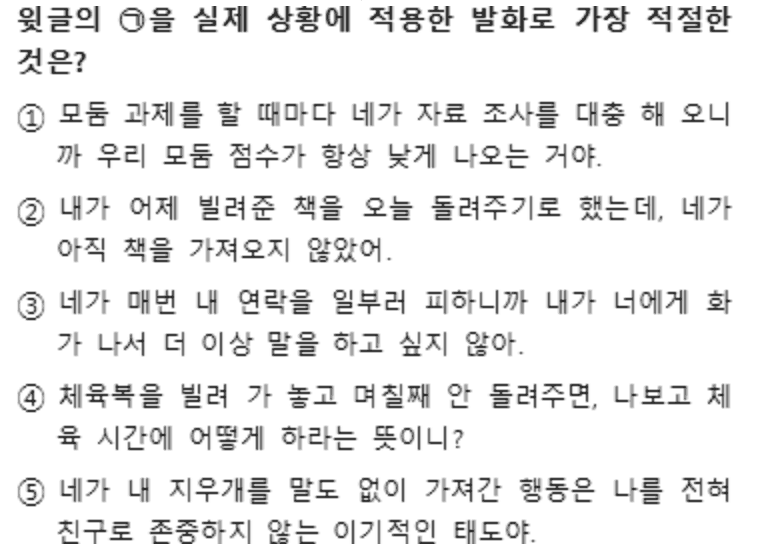 윗글의 ㉠을 실제 상황에 적용한 발화로 가장 적절한
것은?
① 모둠 과제를 할 때마다 네가 자료 조사를 대충 해 오니
까 우리 모둠 점수가 항상 낮게 나오는 거야.
② 내가 어제 빌려준 책을 오늘 돌려주기로 했는데, 네가
아직 책을 가져오지 않았어.
③ 네가 매번 내 연락을 일부러 피하니까 내가 너에게 화
가 나서 더 이상 말을 하고 싶지 않아.
④ 체육복을 빌려 가 놓고 며칠째 안 돌려주면, 나보고 체
육 시간에 어떻게 하라는 뜻이니?
⑤ 네가 내 지우개를 말도 없이 가져간 행동은 나를 전혀
친구로 존중하지 않는 이기적인 태도야.